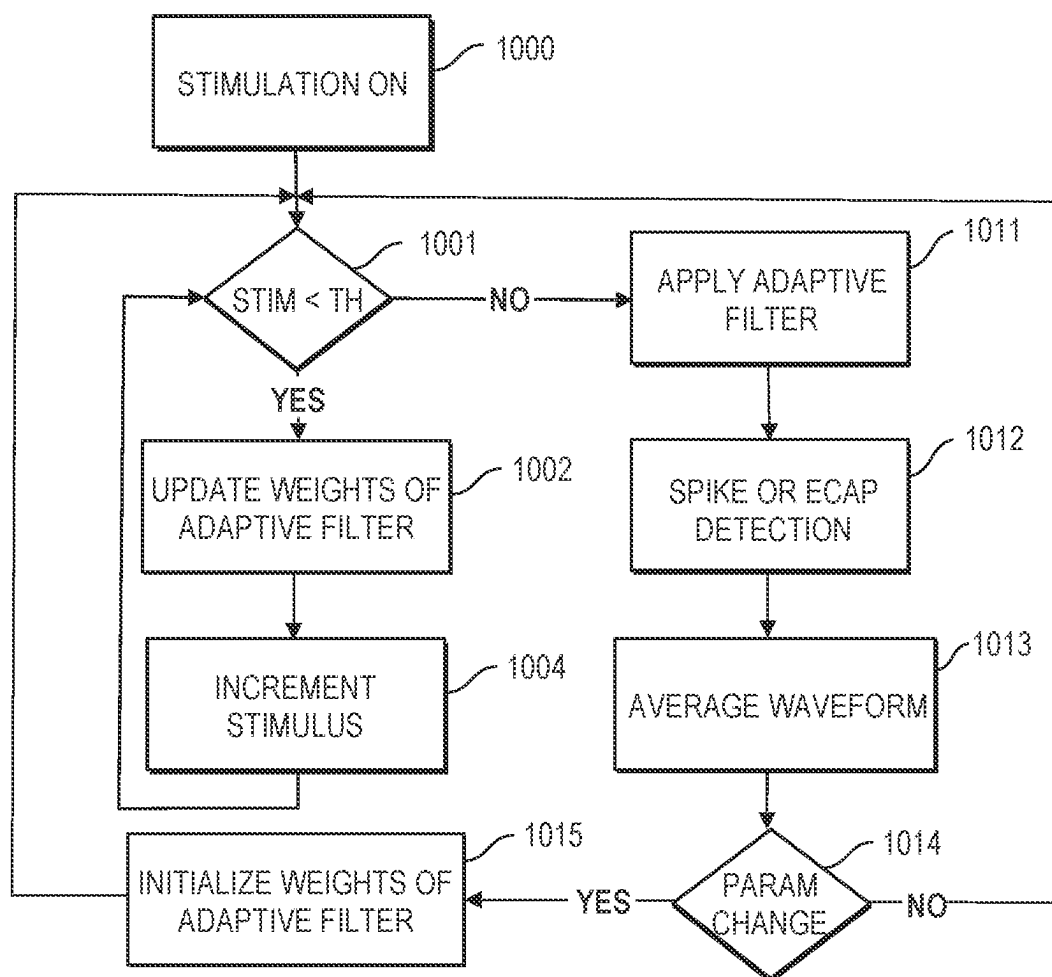 STIMULATION ON
1000
STIM < TH
1001
NO
YES
UPDATE WEIGHTS OF
ADAPTIVE FILTER
1002
INCREMENT
STIMULUS
1004
APPLY ADAPTIVE
FILTER
1011
SPIKE OR ECAP
DETECTION
1012
AVERAGE WAVEFORM
1013
PARAM
CHANGE
1014
NO
YES
INITIALIZE WEIGHTS OF
ADAPTIVE FILTER
1015